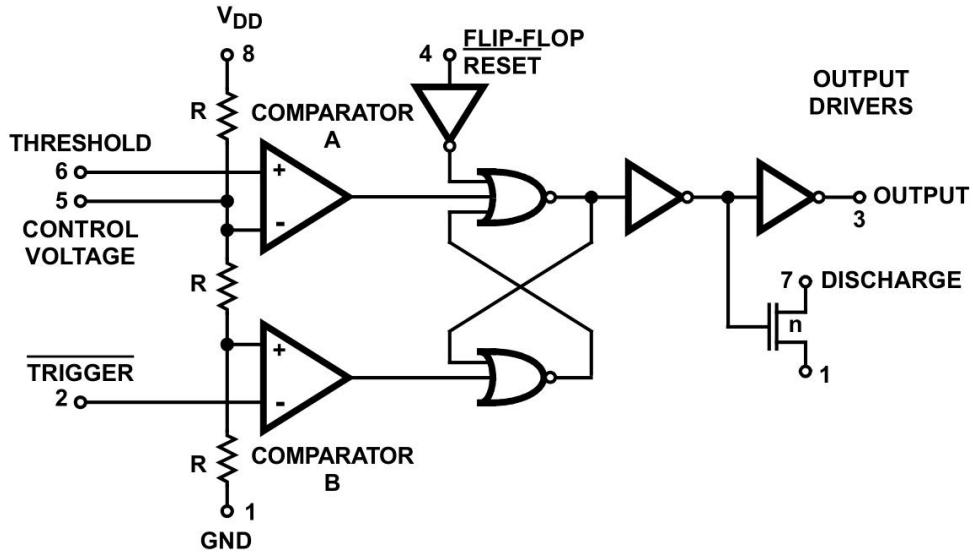 VDD
8
4
FLIP-FLOP
RESET
OUTPUT
DRIVERS
R
COMPARATOR
A
THRESHOLD
6
+
5
-
CONTROL
VOLTAGE
OUTPUT
3
R
7
DISCHARGE
n
1
TRIGGER
2
+
-
R
COMPARATOR
B
1
GND